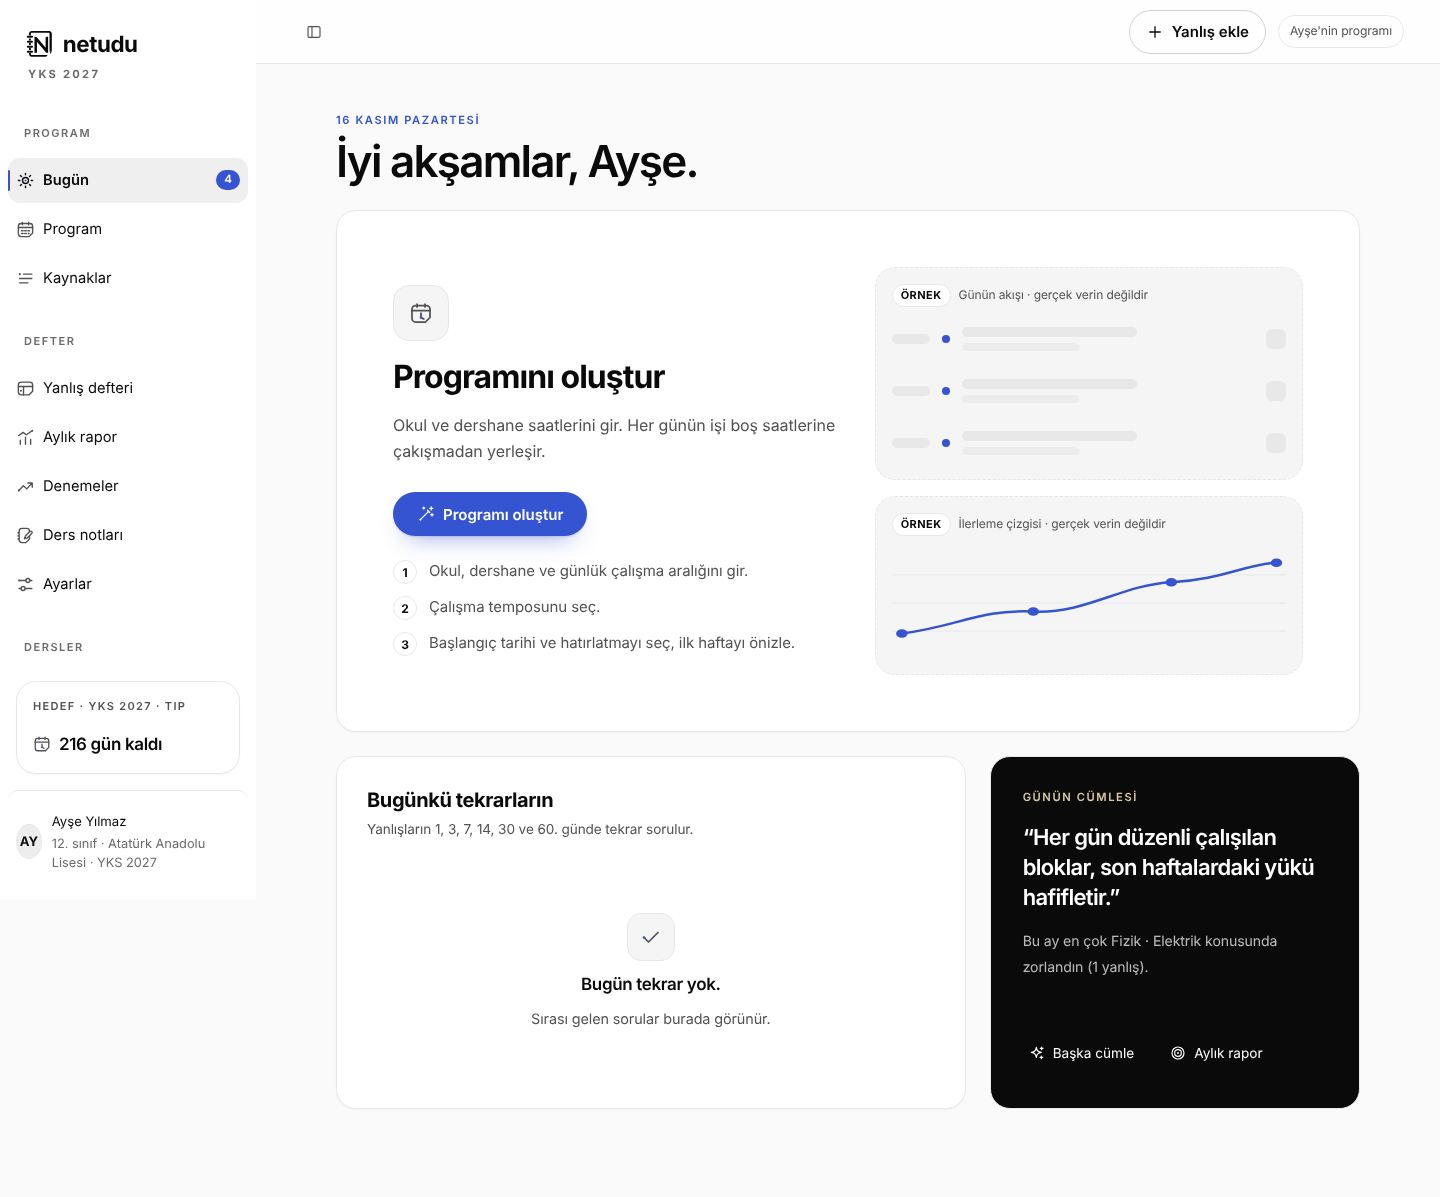 netudu
YKS 2027
PROGRAM
Bugün 4
Program
Kaynaklar
DEFTER
Yanlış defteri
Aylık rapor
Denemeler
Ders notları
Ayarlar
DERSLER
HEDEF · YKS 2027 · TIP
216 gün kaldı
AY
Ayşe Yılmaz
12. sınıf · Atatürk Anadolu
Lisesi · YKS 2027
Yanlış ekle
Ayşe'nin programı
16 KASIM PAZARTESİ
İyi akşamlar, Ayşe.
Programını oluştur
Okul ve dershane saatlerini gir. Her günün işi boş saatlerine
çakışmadan yerleşir.
Programı oluştur
1 Okul, dershane ve günlük çalışma aralığını gir.
2 Çalışma temposunu seç.
3 Başlangıç tarihi ve hatırlatmayı seç, ilk haftayı önizle.
ÖRNEK Günün akışı · gerçek verin değildir
ÖRNEK İlerleme çizgisi · gerçek verin değildir
Bugünkü tekrarların
Yanlışların 1, 3, 7, 14, 30 ve 60. günde tekrar sorulur.
Bugün tekrar yok.
Sırası gelen sorular burada görünür.
GÜNÜN CÜMLESİ
“Her gün düzenli çalışılan
bloklar, son haftalardaki yükü
hafifletir.”
Bu ay en çok Fizik · Elektrik konusunda
zorlandın (1 yanlış).
Başka cümle
Aylık rapor